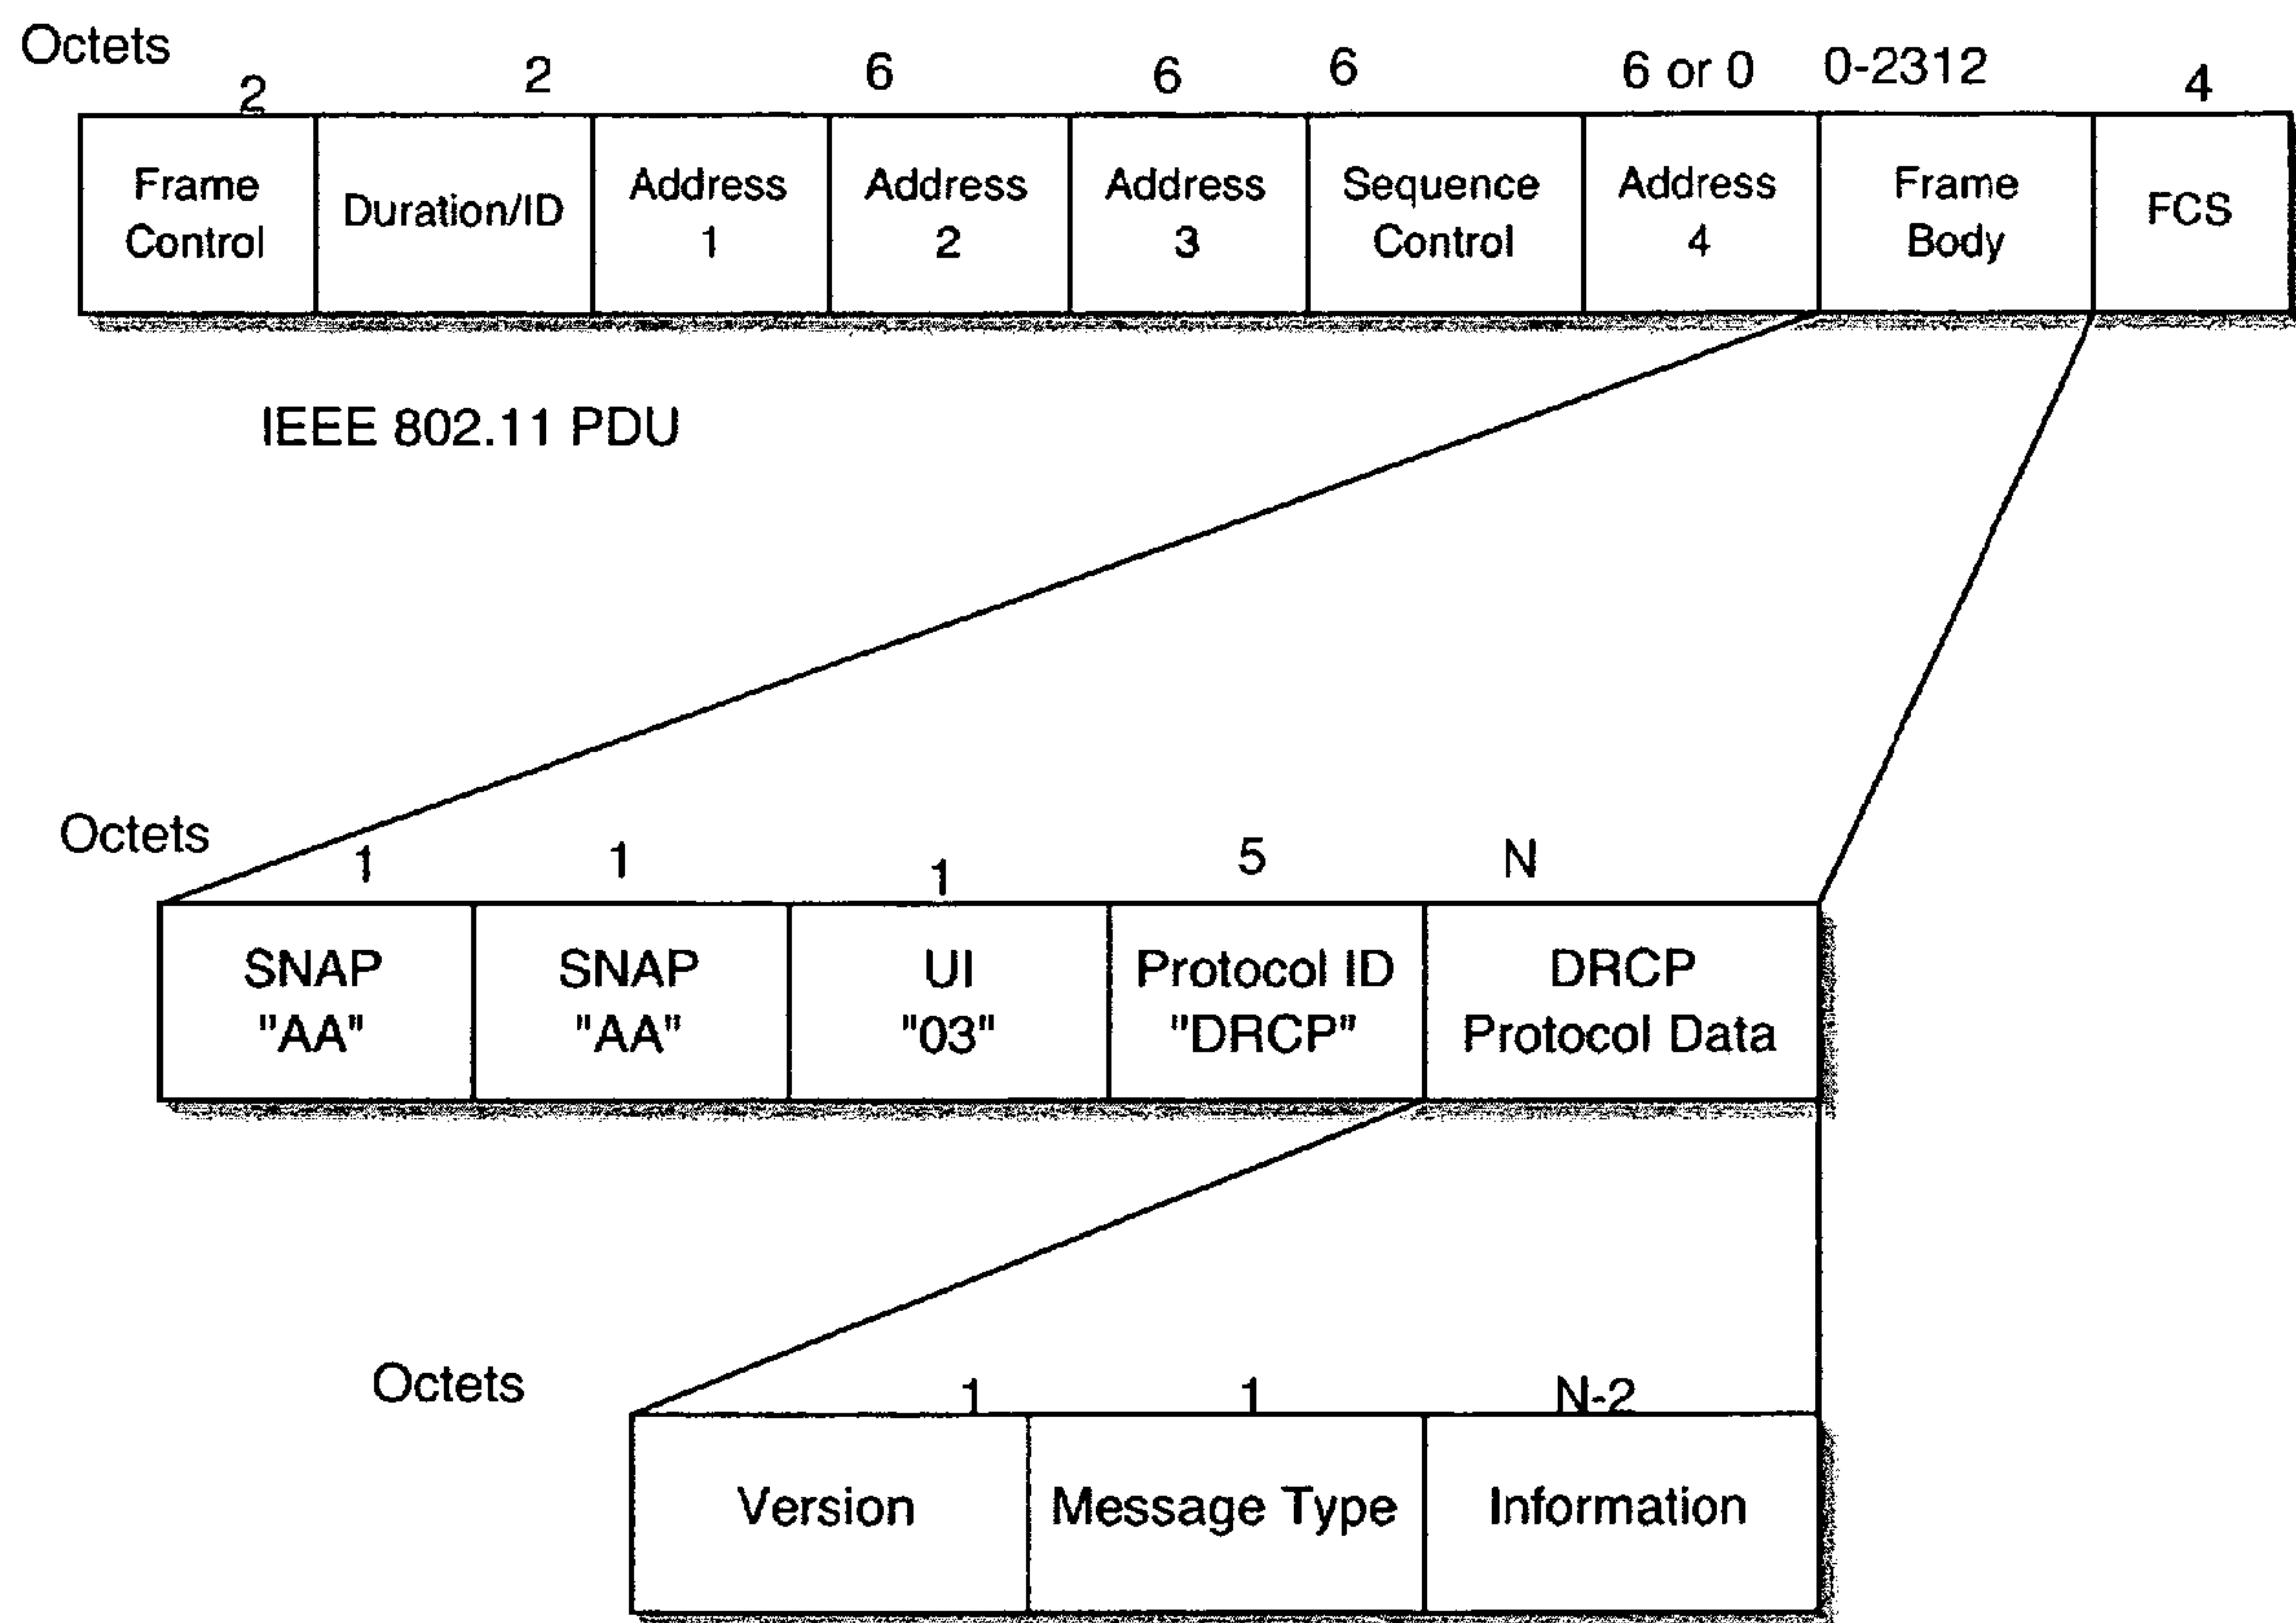 Octets
2 2 6 6 6 6 or 0 0-2312 4
Frame Control
Duration/ID
Address 1
Address 2
Address 3
Sequence Control
Address 4
Frame Body
FCS
IEEE 802.11 PDU
Octets
1 1 1 5 N
SNAP "AA"
SNAP "AA"
UI "03"
Protocol ID "DRCP"
DRCP Protocol Data
Octets
1 1 N-2
Version
Message Type
Information